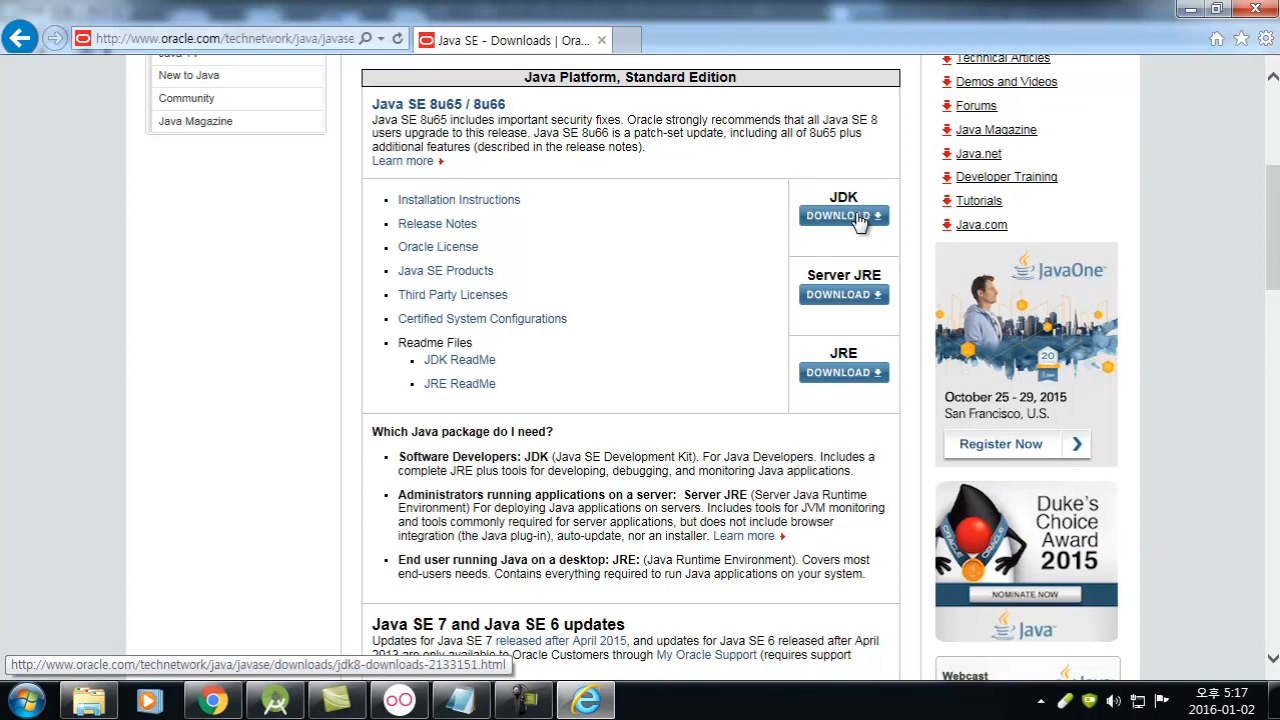 http://www.oracle.com/technetwork/java/javase
Java SE - Downloads | Ora...
New to Java
Community
Java Magazine
Java Platform, Standard Edition
Java SE 8u65 / 8u66
Java SE 8u65 includes important security fixes. Oracle strongly recommends that all Java SE 8
users upgrade to this release. Java SE 8u66 is a patch-set update, including all of 8u65 plus
additional features (described in the release notes).
Learn more
Installation Instructions
Release Notes
Oracle License
Java SE Products
Third Party Licenses
Certified System Configurations
Readme Files
JDK ReadMe
JRE ReadMe
JDK
DOWNLOAD
Server JRE
DOWNLOAD
JRE
DOWNLOAD
Which Java package do I need?
Software Developers: JDK (Java SE Development Kit). For Java Developers. Includes a
complete JRE plus tools for developing, debugging, and monitoring Java applications.
Administrators running applications on a server: Server JRE (Server Java Runtime
Environment) For deploying Java applications on servers. Includes tools for JVM monitoring
and tools commonly required for server applications, but does not include browser
integration (the Java plug-in), auto-update, nor an installer. Learn more
End user running Java on a desktop: JRE: (Java Runtime Environment). Covers most
end-users needs. Contains everything required to run Java applications on your system.
Java SE 7 and Java SE 6 updates
Updates for Java SE 7 released after April 2015, and updates for Java SE 6 released after April
2013 are only available to Oracle Customers through My Oracle Support (requires support
Technical Articles
Demos and Videos
Forums
Java Magazine
Java.net
Developer Training
Tutorials
Java.com
JavaOne
20
October 25 - 29, 2015
San Francisco, U.S.
Register Now
Duke's
Choice
Award
2015
ORACLE
NOMINATE NOW
Java
Webcast
http://www.oracle.com/technetwork/java/javase/downloads/jdk8-downloads-2133151.html
오후 5:17
2016-01-02